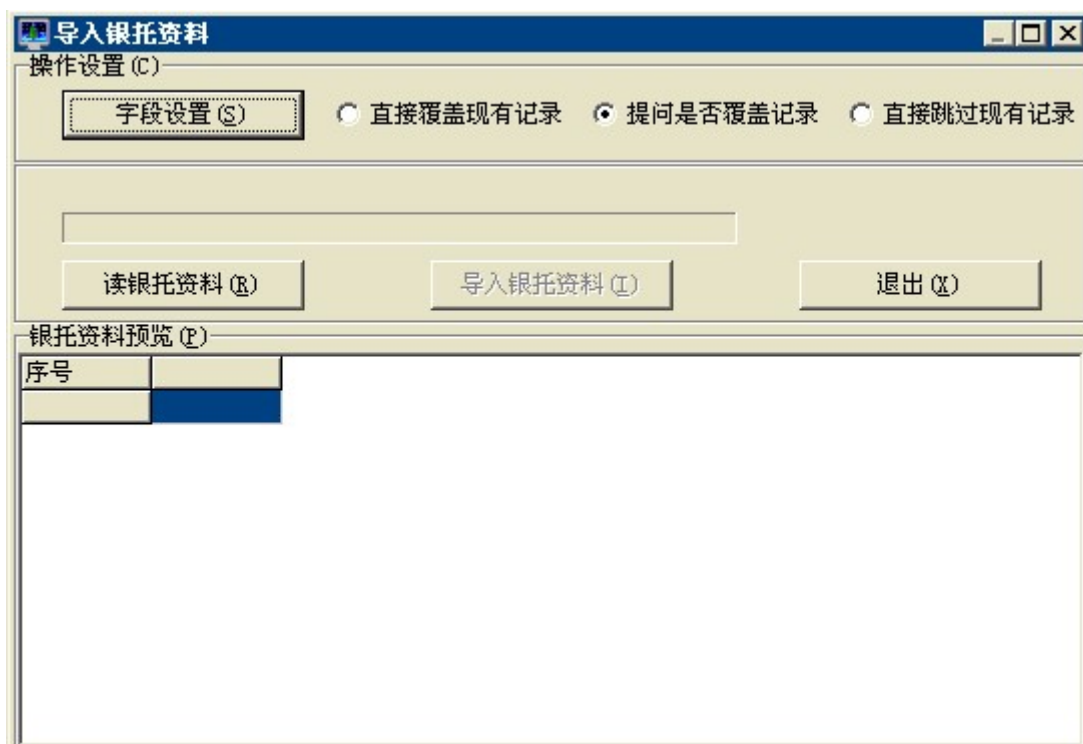 导入银托资料
操作设置(C)
字段设置(S) 直接覆盖现有记录 提问是否覆盖记录 直接跳过现有记录
读银托资料(R) 导入银托资料(I) 退出(X)
银托资料预览(P)
序号